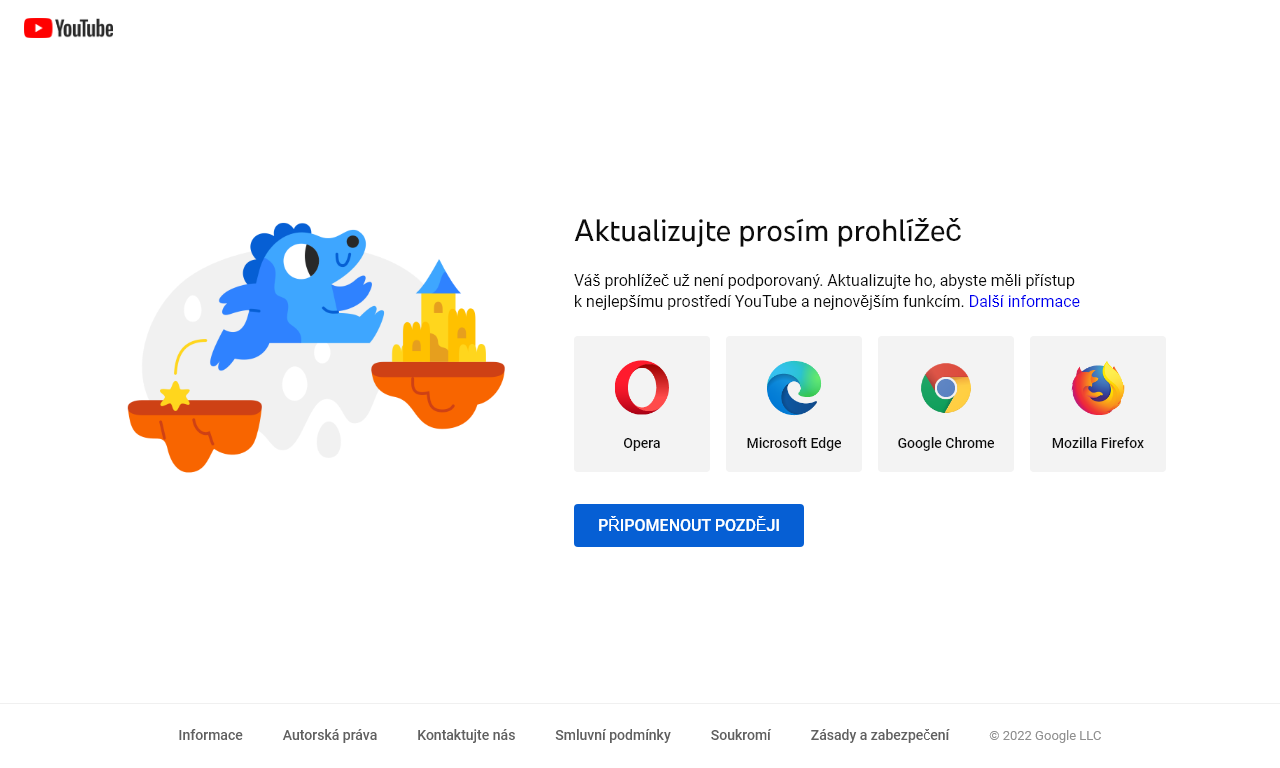 YouTube
Aktualizujte prosím prohlížeč
Váš prohlížeč už není podporovaný. Aktualizujte ho, abyste měli přístup
k nejlepšímu prostředí YouTube a nejnovějším funkcím. Další informace
Opera
Microsoft Edge
Google Chrome
Mozilla Firefox
PŘIPOMENOUT POZDĚJI
Informace
Autorská práva
Kontaktujte nás
Smluvní podmínky
Soukromí
Zásady a zabezpečení
© 2022 Google LLC